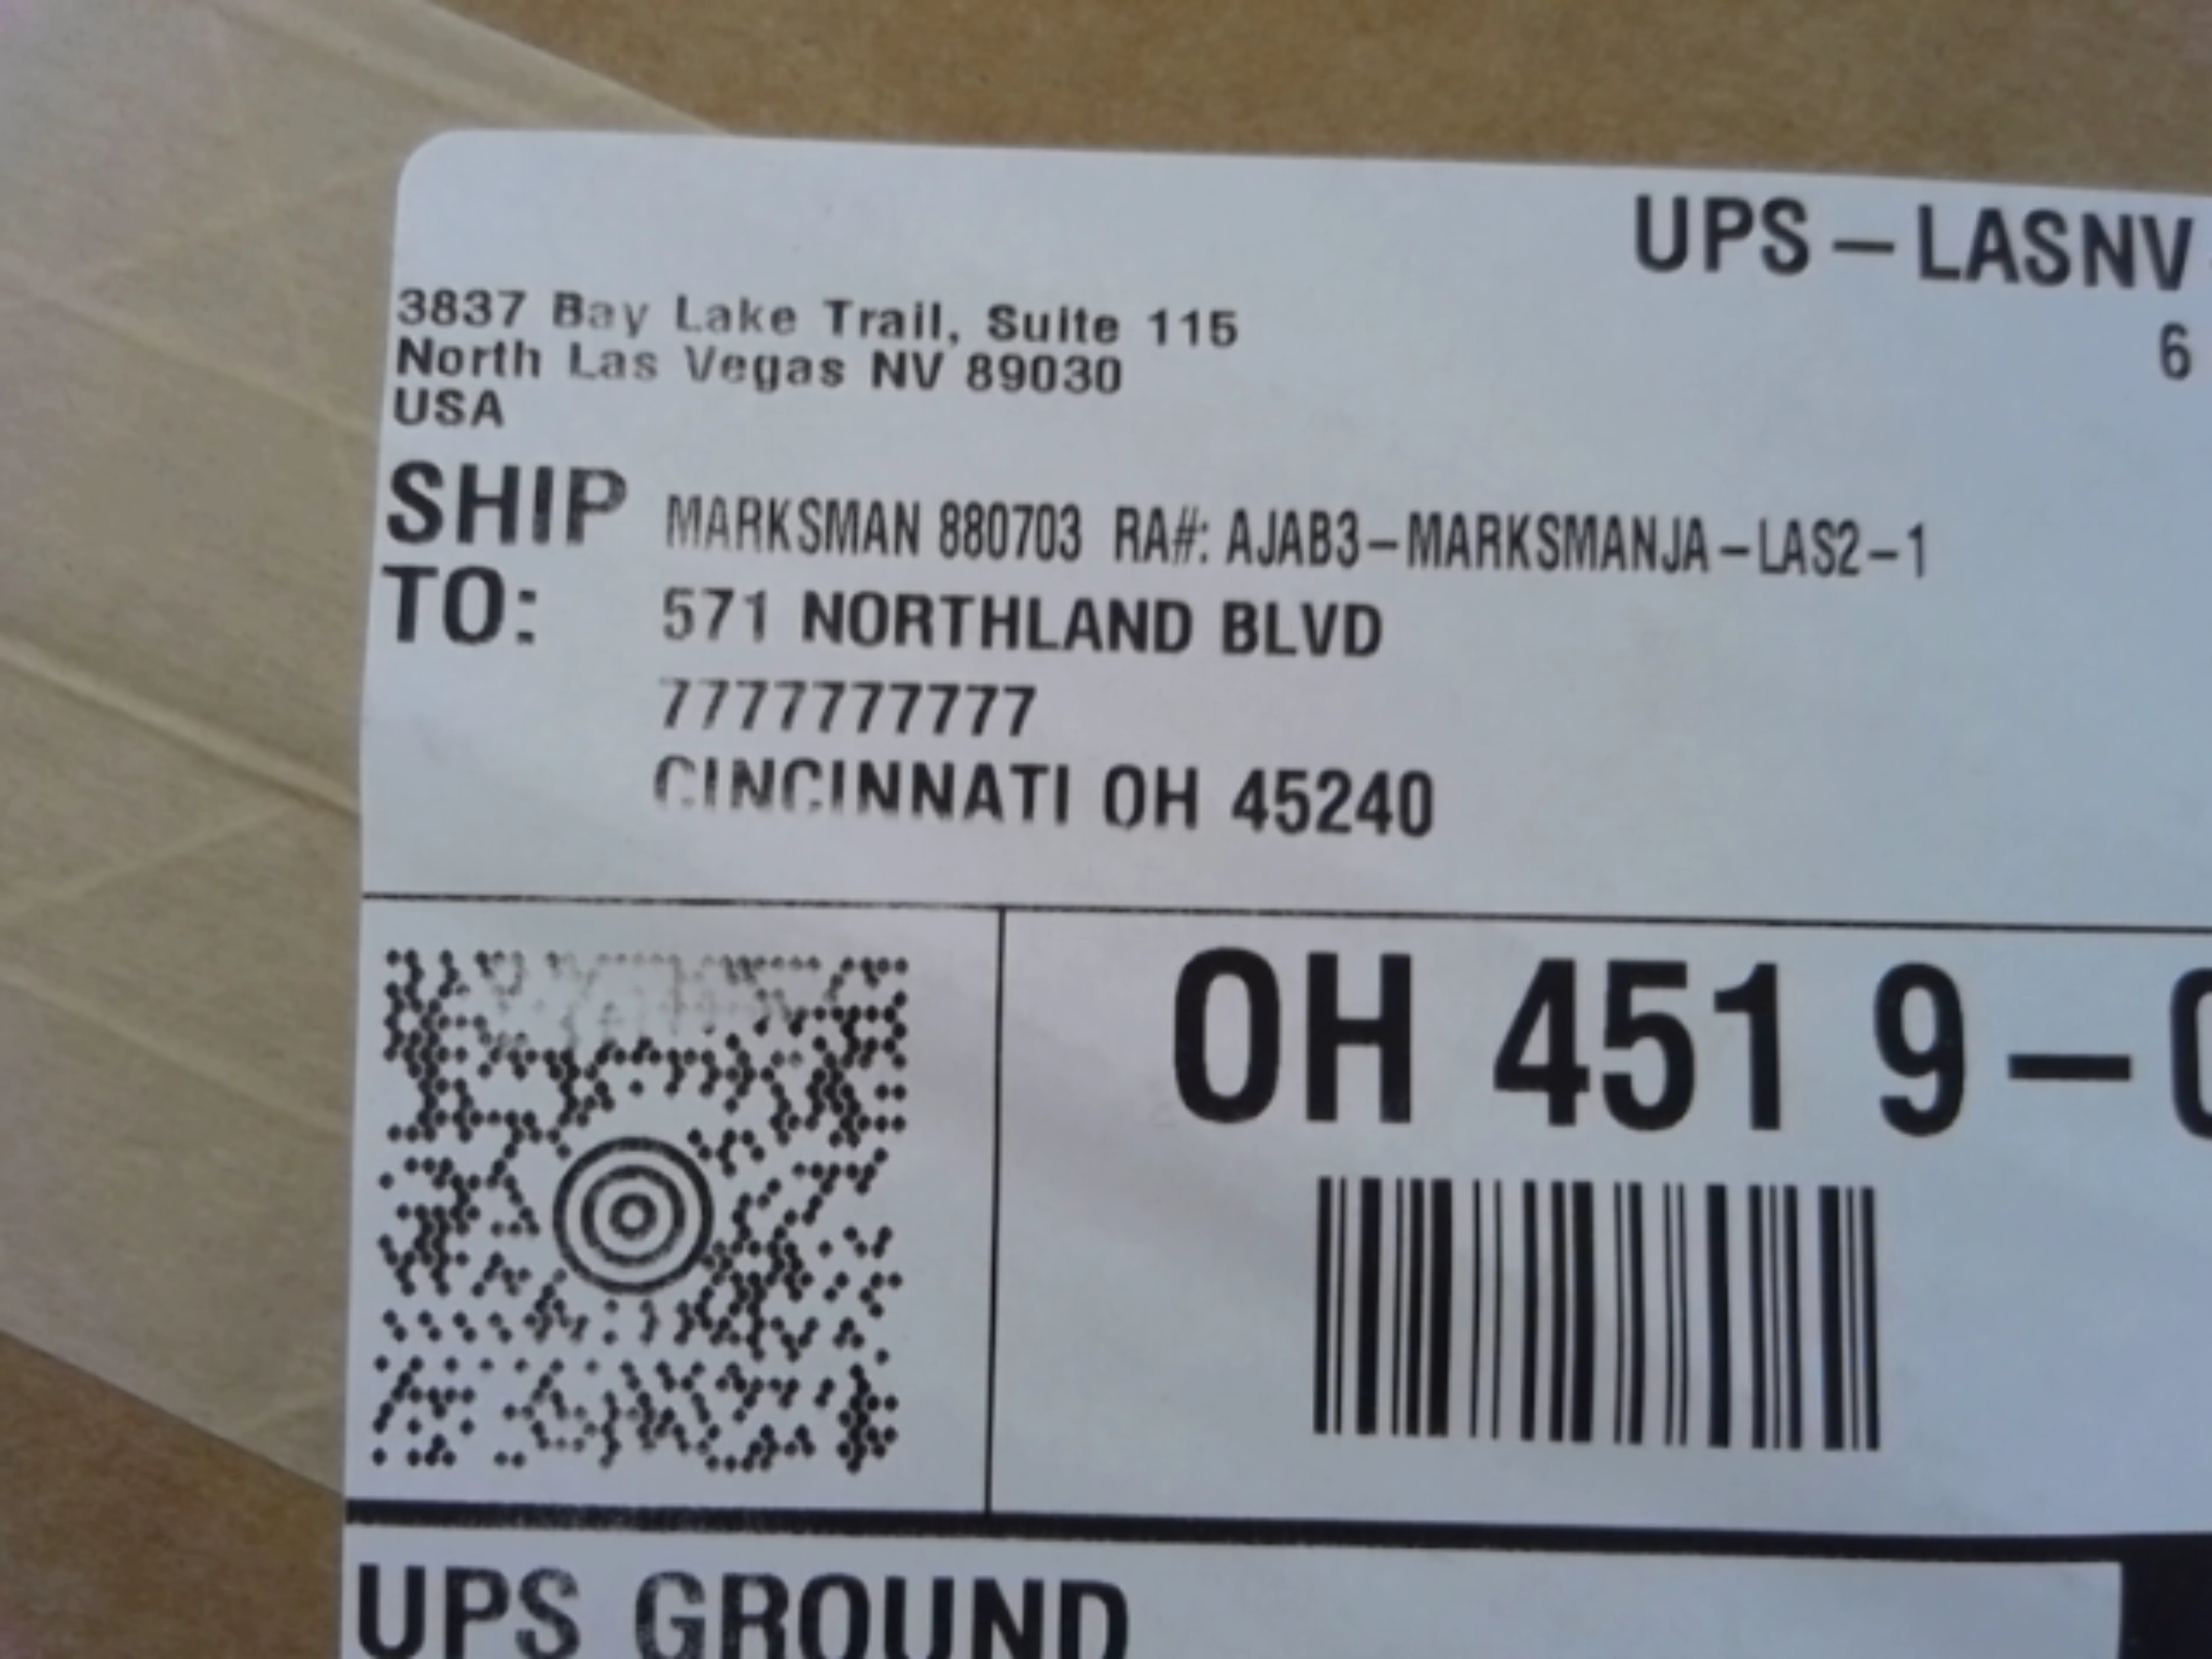 UPS – LASNV
6
3837 Bay Lake Trail, Suite 115
North Las Vegas NV 89030
USA
SHIP TO:
MARKSMAN 880703 RA#: AJAB3–MARKSMANJA–LAS2–1
571 NORTHLAND BLVD
7777777777
CINCINNATI OH 45240
OH 451 9–
UPS GROUND